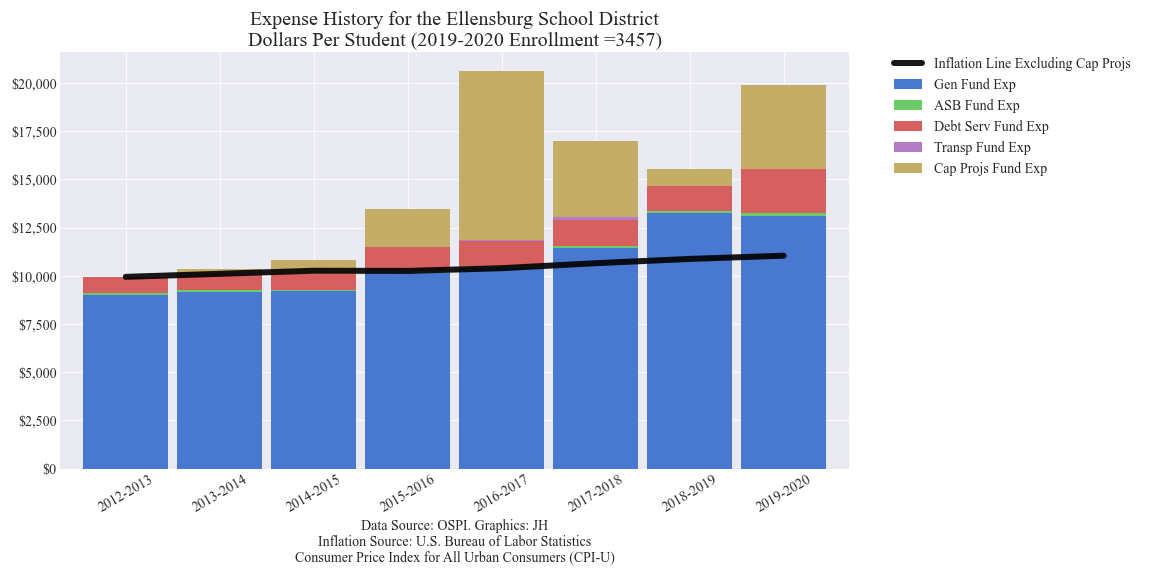 Expense History for the Ellensburg School District
Dollars Per Student (2019-2020 Enrollment =3457)
Inflation Line Excluding Cap Projs
Gen Fund Exp
ASB Fund Exp
Debt Serv Fund Exp
Transp Fund Exp
Cap Projs Fund Exp
$20,000
$17,500
$15,000
$12,500
$10,000
$7,500
$5,000
$2,500
$0
2012-2013
2013-2014
2014-2015
2015-2016
2016-2017
2017-2018
2018-2019
2019-2020
Data Source: OSPI. Graphics: JH
Inflation Source: U.S. Bureau of Labor Statistics
Consumer Price Index for All Urban Consumers (CPI-U)